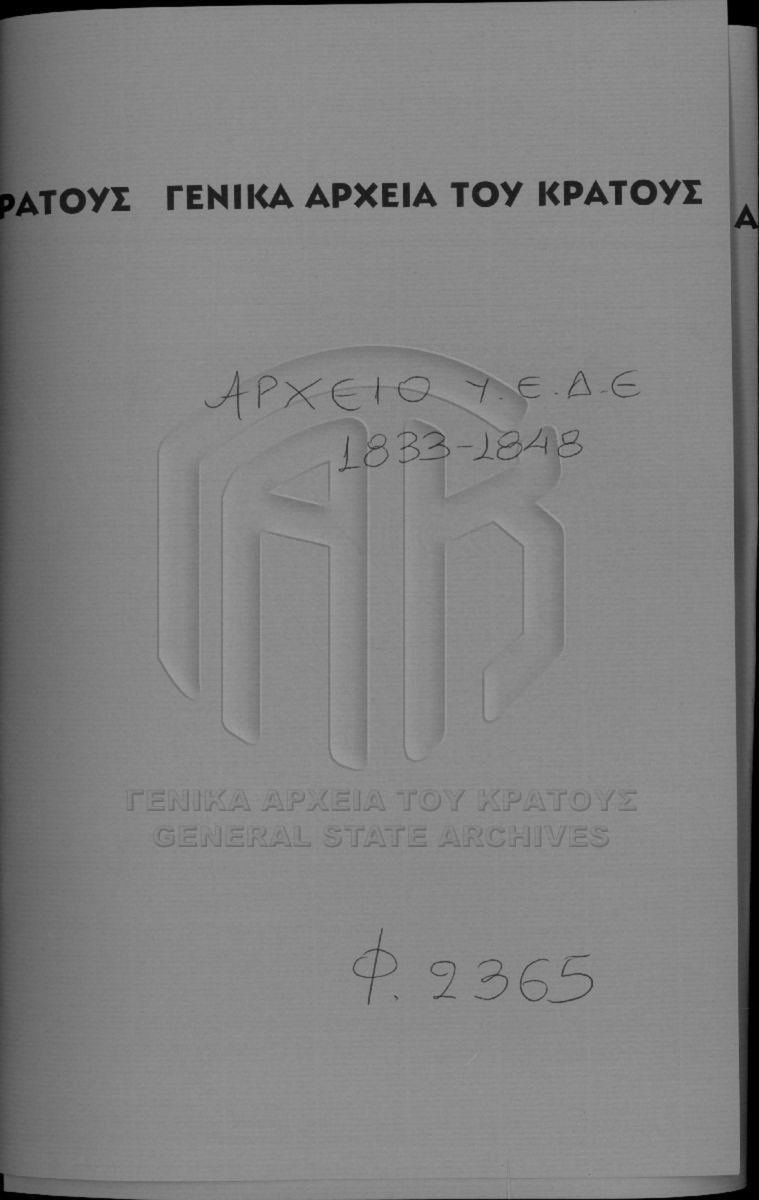 ΡΑΤΟΥΣ ΓΕΝΙΚΑ ΑΡΧΕΙΑ ΤΟΥ ΚΡΑΤΟΥΣ Α
ΑΡΧΕΙΟ Υ.Ε.Δ.Ε
1833-1848
ΓΕΝΙΚΑ ΑΡΧΕΙΑ ΤΟΥ ΚΡΑΤΟΥΣ
GENERAL STATE ARCHIVES
Φ. 2365